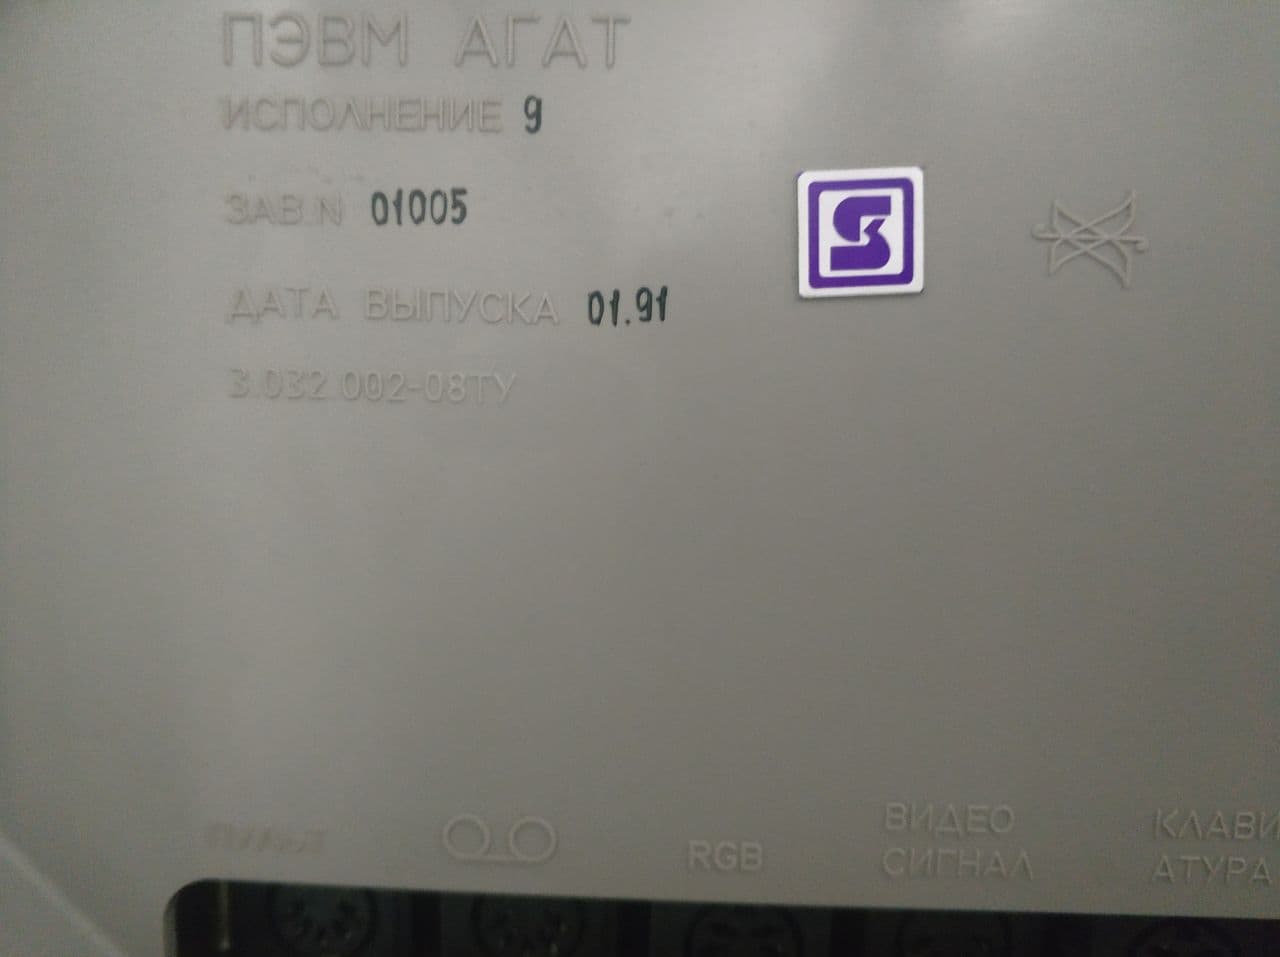 ПЭВМ АГАТ
ИСПОЛНЕНИЕ 9
ЗАВ.N 01005
ДАТА ВЫПУСКА 01.91
3.032.002-08ТУ
ПУЛЬТ
RGB
ВИДЕО
СИГНАЛ
КЛАВИ
АТУРА